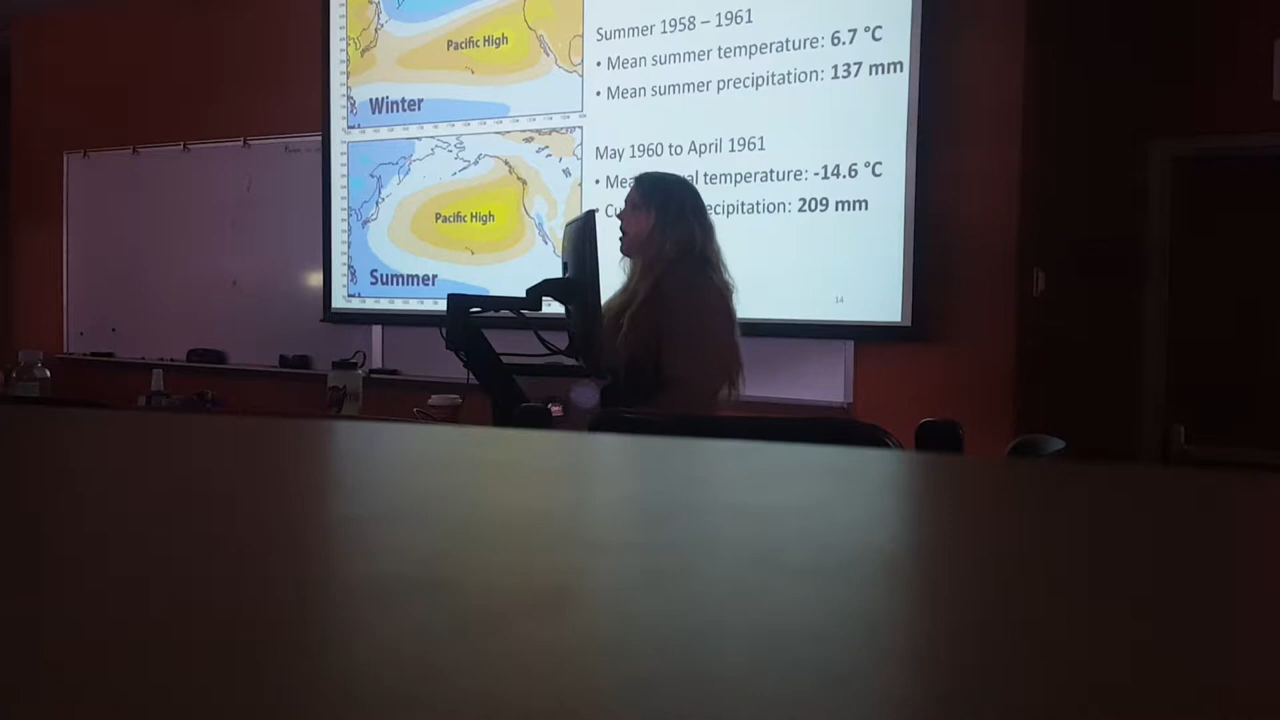 Pacific High
Winter
Pacific High
Summer
Summer 1958 – 1961
• Mean summer temperature: 6.7 °C
• Mean summer precipitation: 137 mm
May 1960 to April 1961
• temperature: -14.6 °C
• 209 mm
14